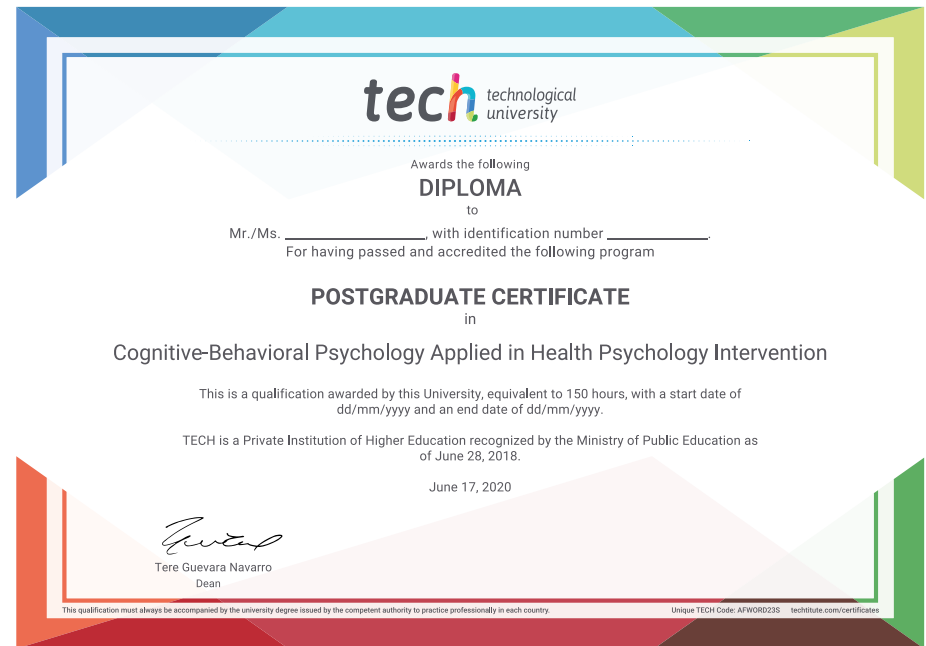 tech technological
university
Awards the following
DIPLOMA
to
Mr./Ms. ____________________, with identification number ______________.
For having passed and accredited the following program
POSTGRADUATE CERTIFICATE
in
Cognitive-Behavioral Psychology Applied in Health Psychology Intervention
This is a qualification awarded by this University, equivalent to 150 hours, with a start date of
dd/mm/yyyy and an end date of dd/mm/yyyy.
TECH is a Private Institution of Higher Education recognized by the Ministry of Public Education as
of June 28, 2018.
June 17, 2020
Tere Guevara Navarro
Dean
This qualification must always be accompanied by the university degree issued by the competent authority to practice professionally in each country. Unique TECH Code: AFWORD23S techtitute.com/certificates